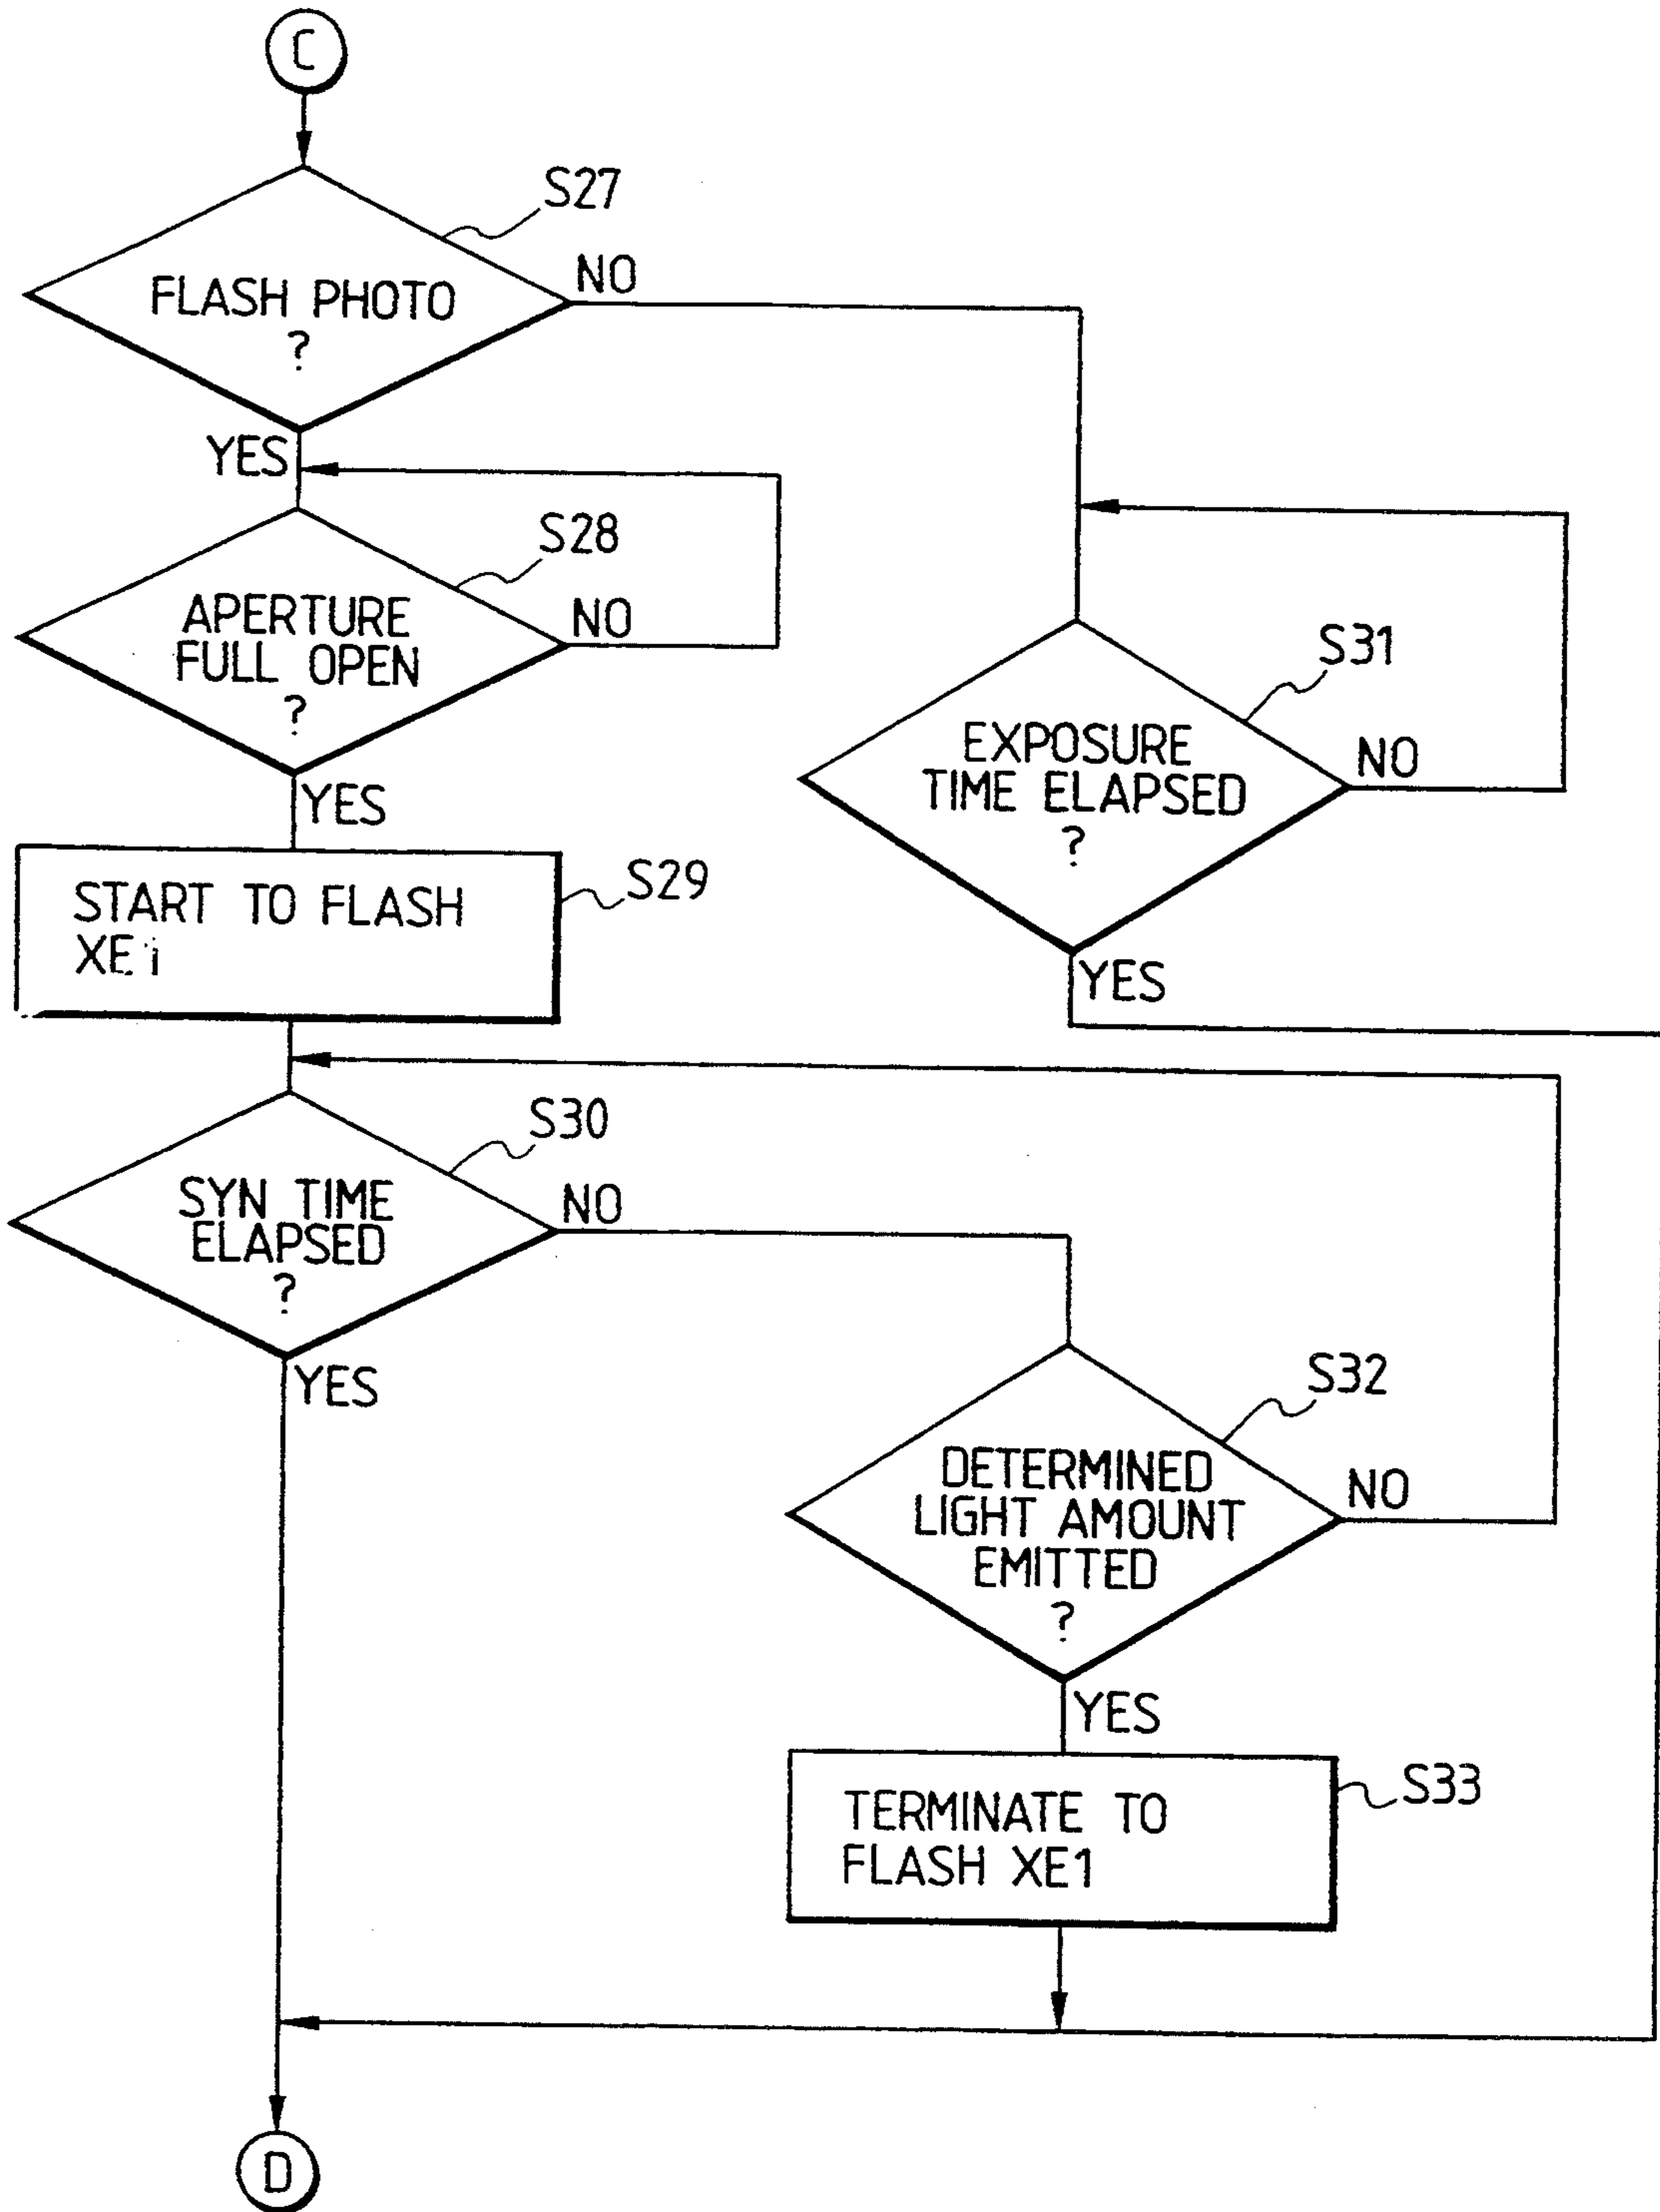 C
S27
FLASH PHOTO
?
NO
YES
S28
APERTURE
FULL OPEN
?
NO
YES
S29
START TO FLASH
XEi
S31
EXPOSURE
TIME ELAPSED
?
NO
YES
S30
SYN TIME
ELAPSED
?
NO
YES
S32
DETERMINED
LIGHT AMOUNT
EMITTED
?
NO
YES
S33
TERMINATE TO
FLASH XE1
D